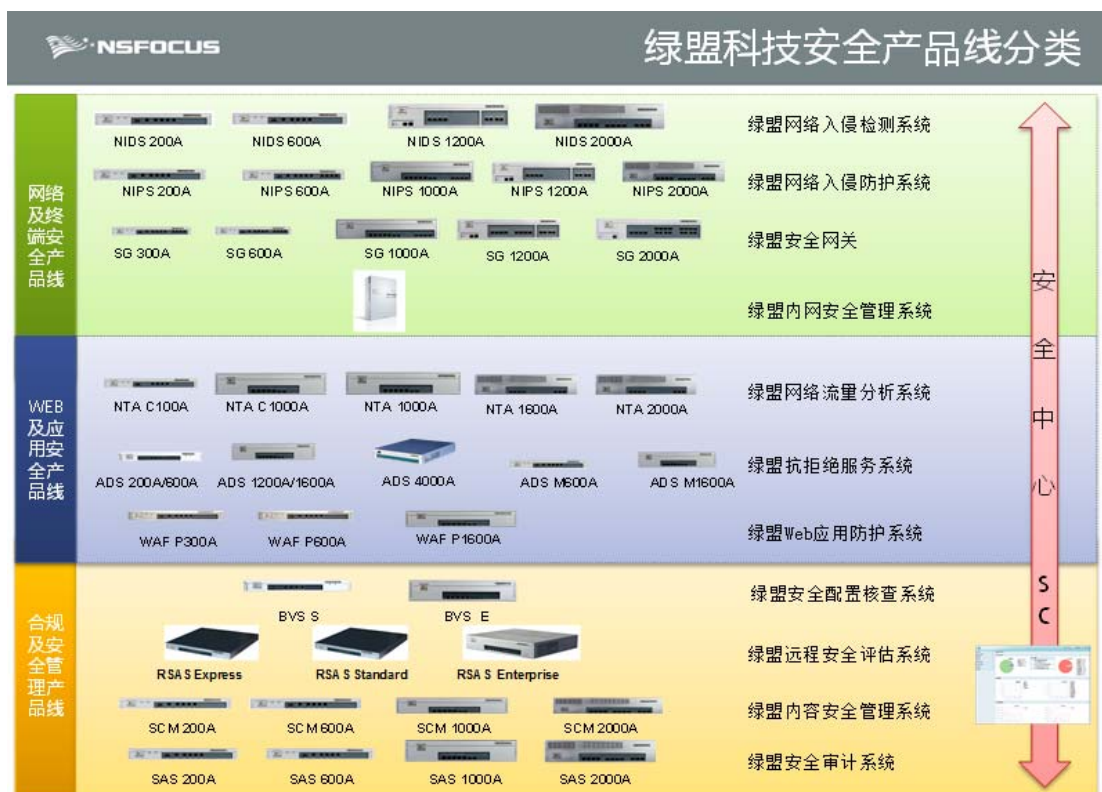 NSFOCUS
绿盟科技安全产品线分类
网络
及终
端安
全产
品线
NIDS 200A NIDS 600A NIDS 1200A NIDS 2000A 绿盟网络入侵检测系统
NIPS 200A NIPS 600A NIPS 1000A NIPS 1200A NIPS 2000A 绿盟网络入侵防护系统
SG 300A SG 600A SG 1000A SG 1200A SG 2000A 绿盟安全网关
绿盟内网安全管理系统
WEB
及应
用安
全产
品线
NTA C100A NTA C1000A NTA 1000A NTA 1600A NTA 2000A 绿盟网络流量分析系统
ADS 200A/600A ADS 1200A/1600A ADS 4000A ADS M600A ADS M1600A 绿盟抗拒绝服务系统
WAF P300A WAF P600A WAF P1600A 绿盟Web应用防护系统
合规
及安
全管
理产
品线
BVS S BVS E 绿盟安全配置核查系统
RSAS Express RSAS Standard RSAS Enterprise 绿盟远程安全评估系统
SCM 200A SCM 600A SCM 1000A SCM 2000A 绿盟内容安全管理系统
SAS 200A SAS 600A SAS 1000A SAS 2000A 绿盟安全审计系统
安
全
中
心
S
C